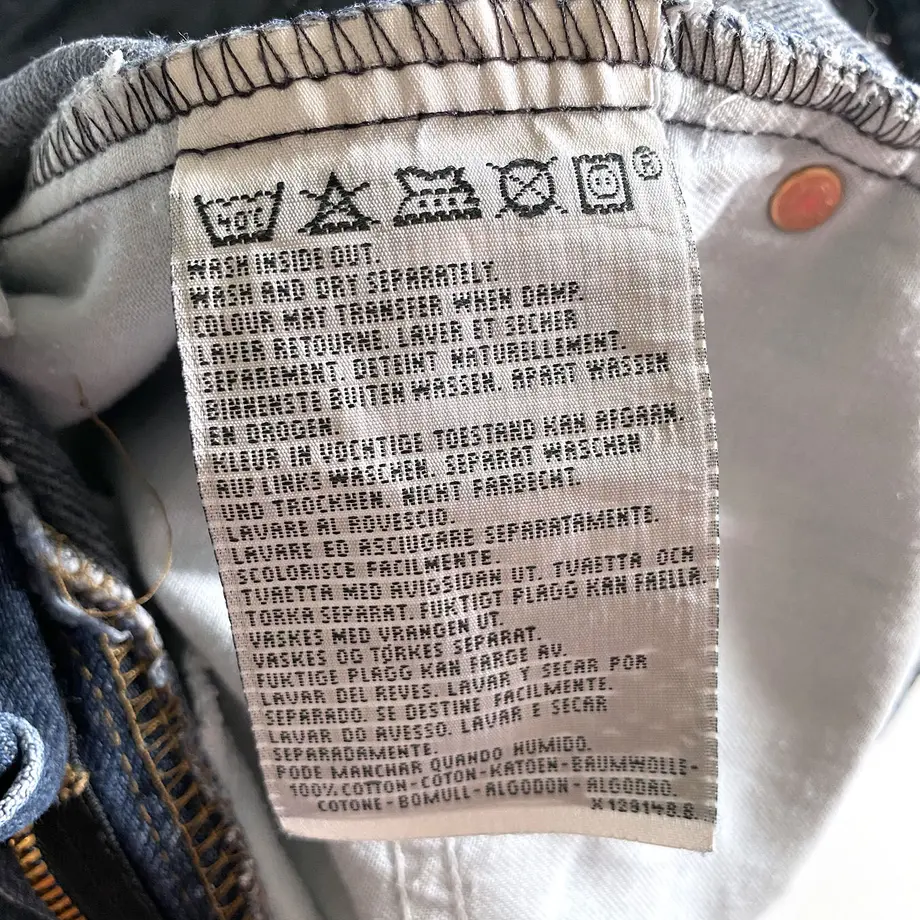 40C
®
WASH INSIDE OUT.
WASH AND DRY SEPARATELY.
COLOUR MAY TRANSFER WHEN DAMP.
LAVER RETOURNE. LAVER ET SECHER
SEPAREMENT. DETEINT NATURELLEMENT.
BINNENSTE BUITEN WASSEN. APART WASSEN
EN DROGEN.
KLEUR IN VOCHTIGE TOESTAND KAN AFGAAN.
AUF LINKS WASCHEN. SEPARAT WASCHEN
UND TROCKNEN. NICHT FARBECHT.
LAVARE AL ROVESCIO.
LAVARE ED ASCIUGARE SEPARATAMENTE.
SCOLORISCE FACILMENTE.
TVAETTA MED AVIGSIDAN UT. TVAETTA OCH
TORKA SEPARAT. FUKTIGT PLAGG KAN FAELLA.
VASKES MED VRANGEN UT.
VASKES OG TØRKES SEPARAT.
FUKTIGE PLAGG KAN FARGE AV.
LAVAR DEL REVES. LAVAR Y SECAR POR
SEPARADO. SE DESTINE FACILMENTE.
LAVAR DO AVESSO. LAVAR E SECAR
SEPARADAMENTE.
PODE MANCHAR QUANDO HUMIDO.
100% COTTON-COTON-KATOEN-BAUMWOLLE-
COTONE-BOMULL-ALGODON-ALGODAO.